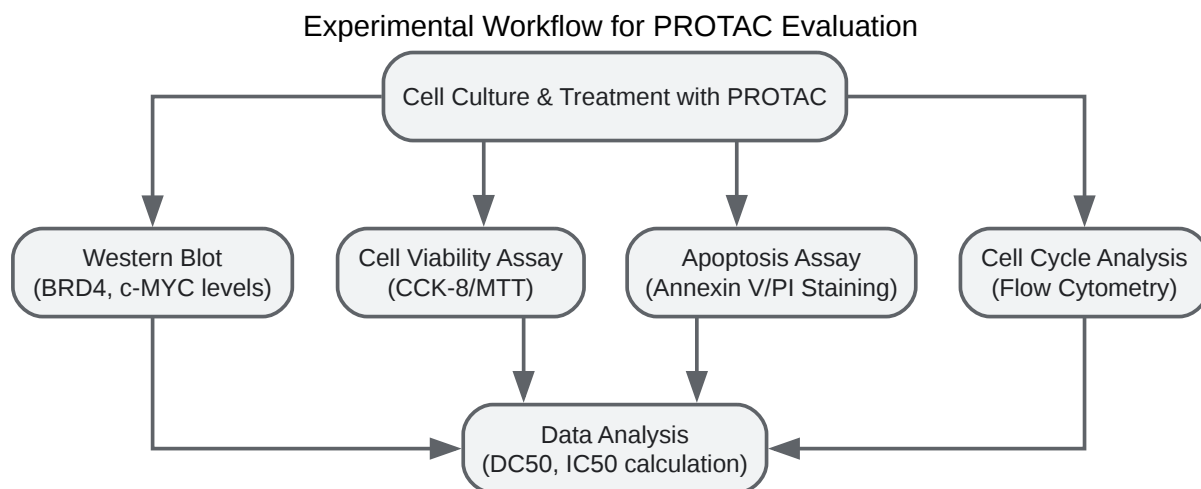 Experimental Workflow for PROTAC Evaluation
Cell Culture & Treatment with PROTAC
Western Blot
(BRD4, c-MYC levels)
Cell Viability Assay
(CCK-8/MTT)
Apoptosis Assay
(Annexin V/PI Staining)
Cell Cycle Analysis
(Flow Cytometry)
Data Analysis
(DC50, IC50 calculation)